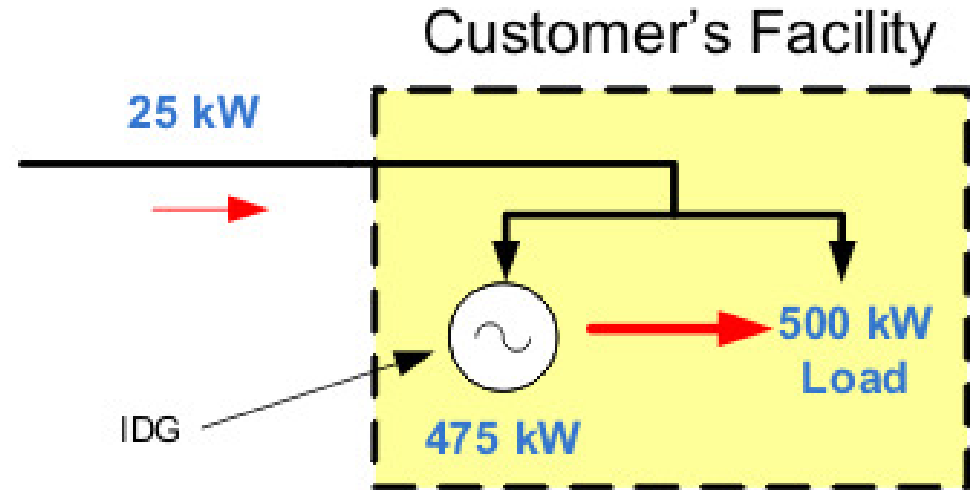 Customer’s Facility
25 kW
500 kW
Load
IDG
475 kW